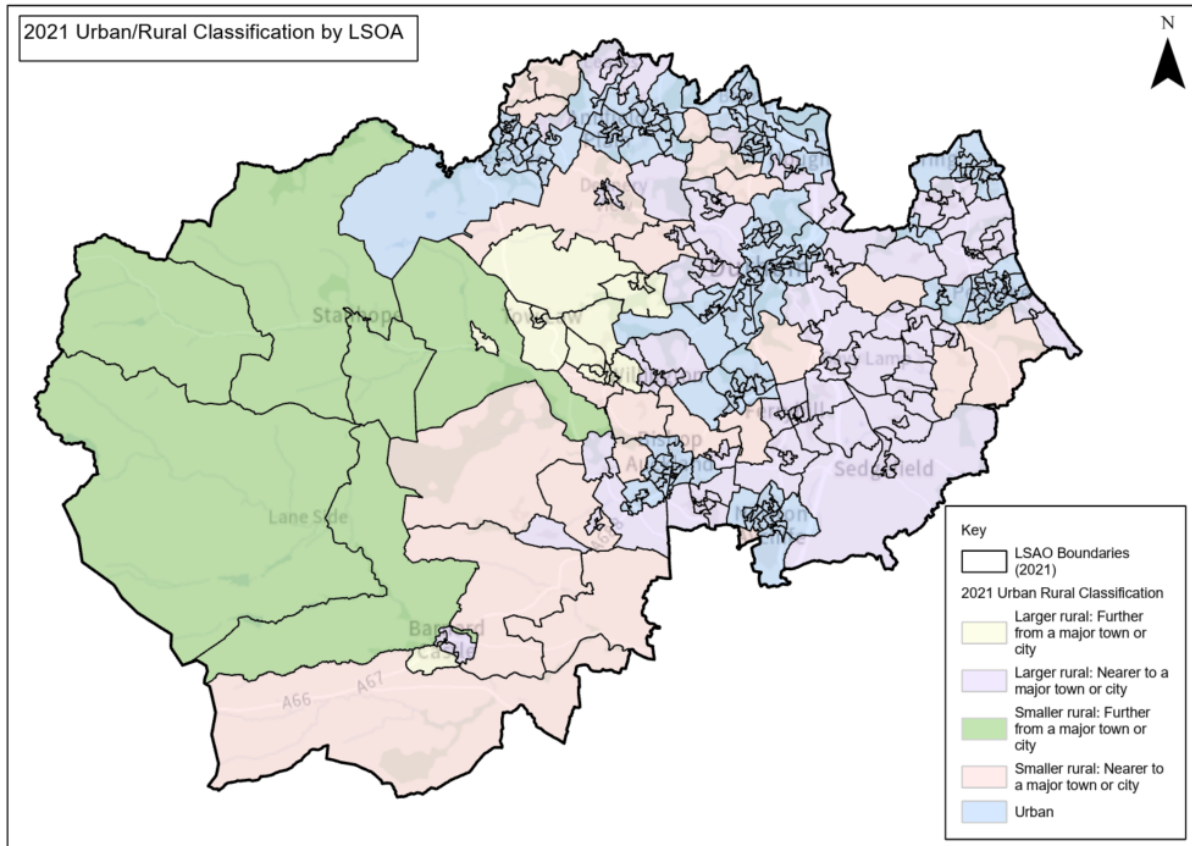 2021 Urban/Rural Classification by LSOA
N
Stanhope
Tow Law
Durham
Willington
Bishop
Auckland
Sedgefield
Lane Side
A688
Barnard
Castle
A67
A66
Key
LSAO Boundaries
(2021)
2021 Urban Rural Classification
Larger rural: Further
from a major town or
city
Larger rural: Nearer to a
major town or city
Smaller rural: Further
from a major town or
city
Smaller rural: Nearer to
a major town or city
Urban